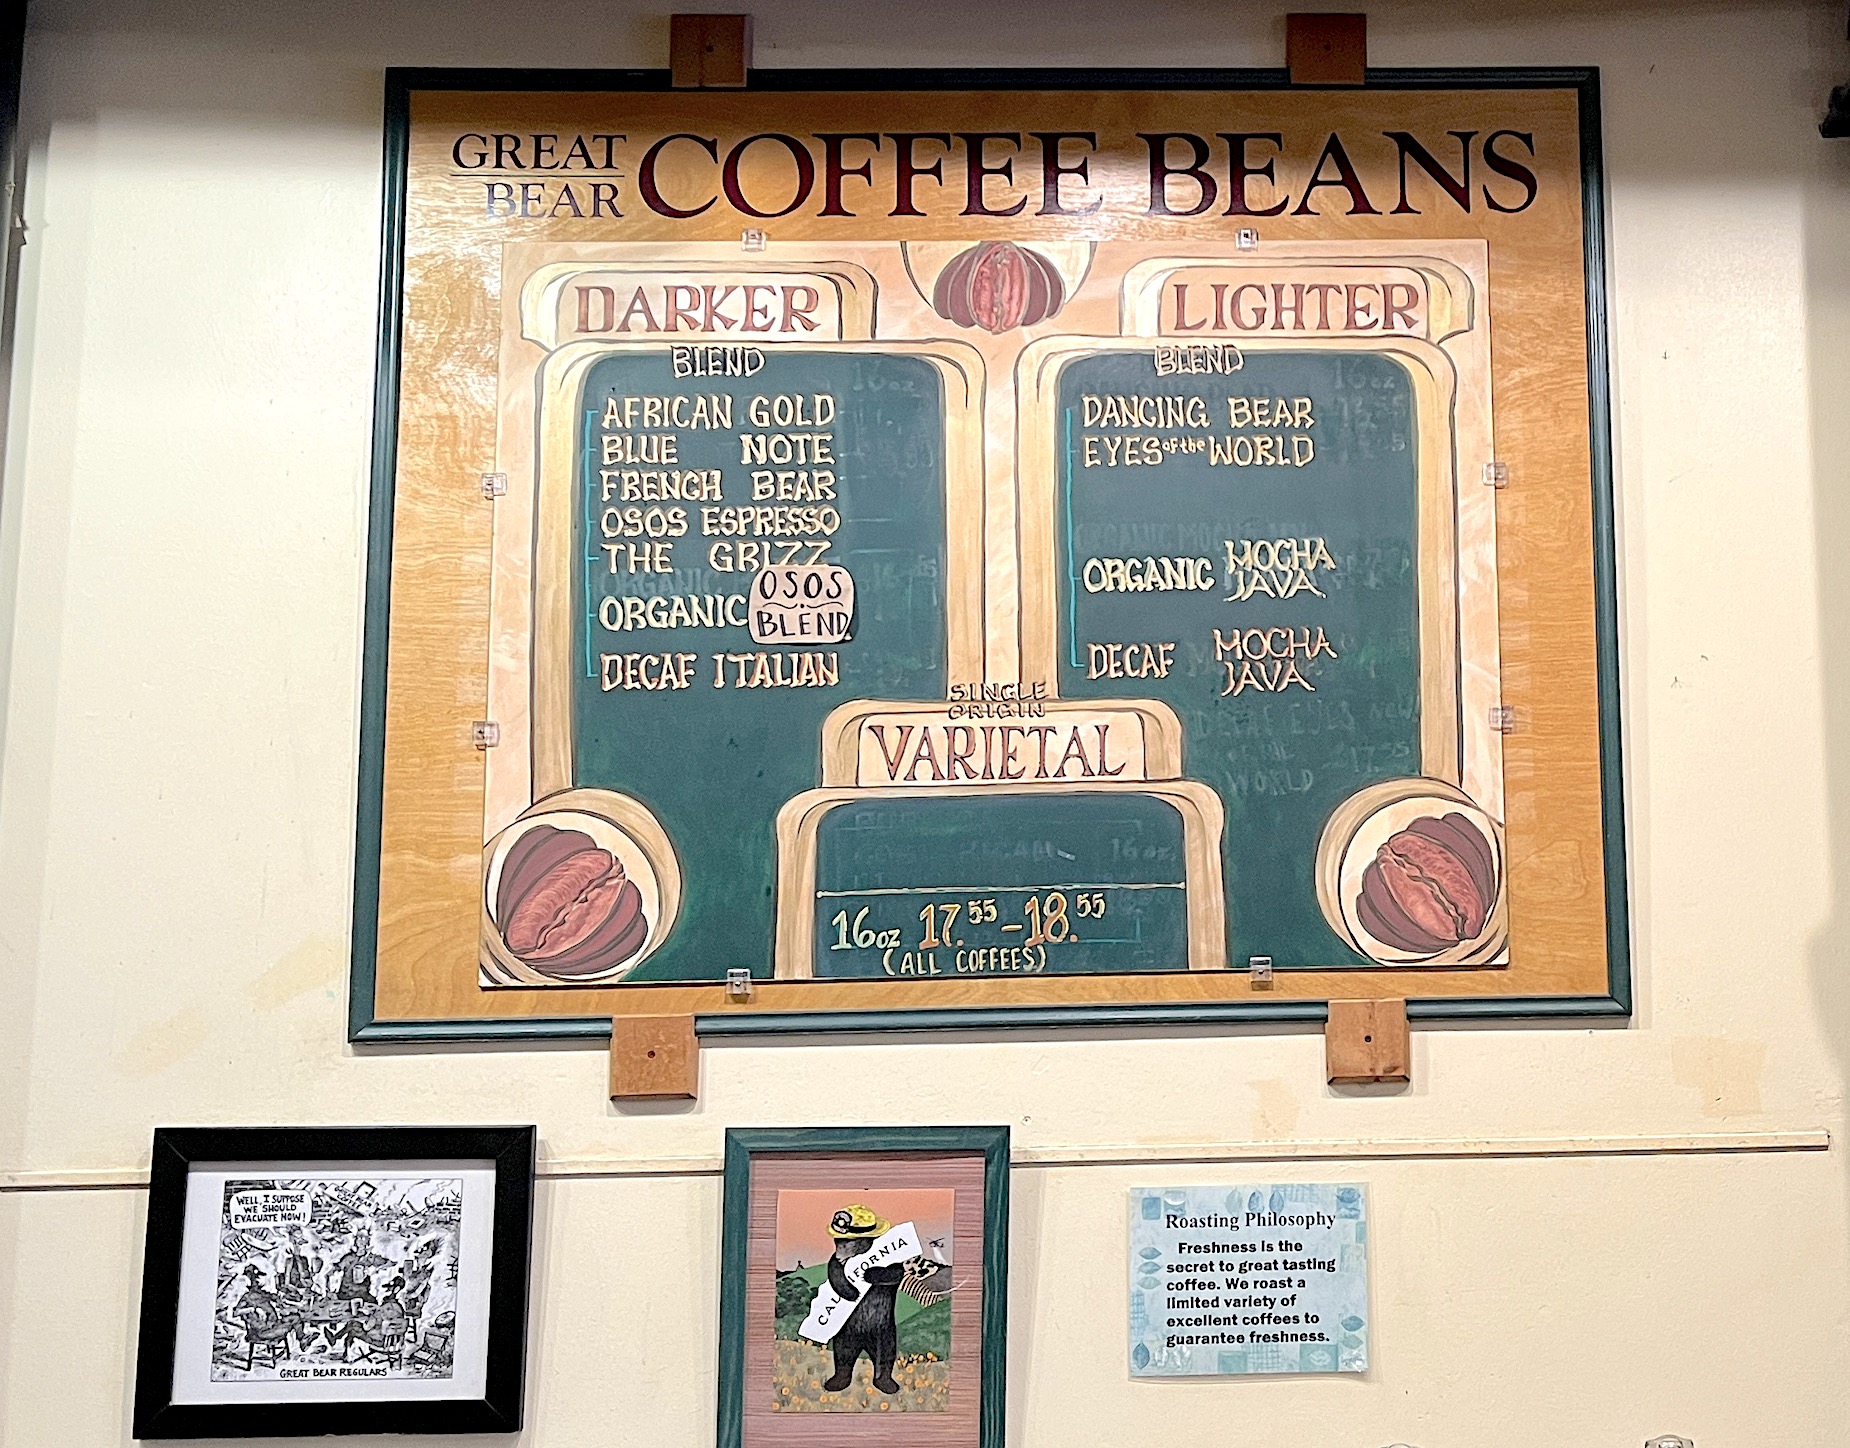 GREAT
BEAR
COFFEE BEANS
DARKER
BLEND
AFRICAN GOLD
BLUE NOTE
FRENCH BEAR
OSOS ESPRESSO
THE GRIZZ
ORGANIC OSOS
BLEND
DECAF ITALIAN
LIGHTER
BLEND
DANCING BEAR
EYES of the WORLD
ORGANIC MOCHA
JAVA
DECAF MOCHA
JAVA
SINGLE
ORIGIN
VARIETAL
16oz 17.55 - 18.55
(ALL COFFEES)
WELL, I SUPPOSE
WE SHOULD
EVACUATE NOW!
GREAT BEAR REGULARS
CALIFORNIA
Roasting Philosophy
Freshness is the
secret to great tasting
coffee. We roast a
limited variety of
excellent coffees to
guarantee freshness.